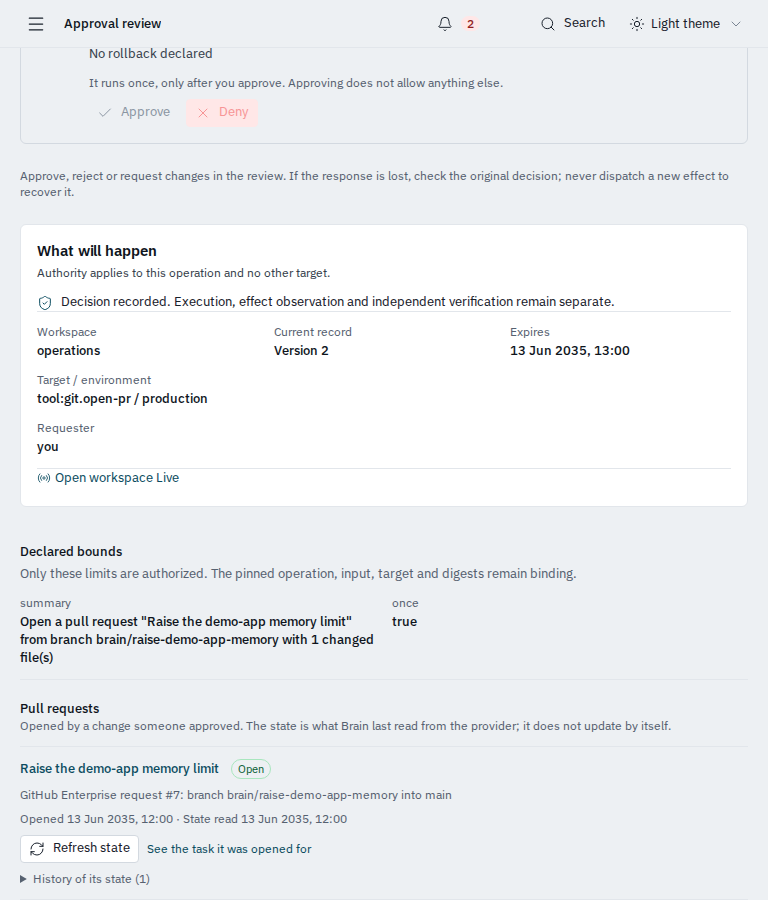 Approval review
2
Search
Light theme
No rollback declared
It runs once, only after you approve. Approving does not allow anything else.
Approve
Deny
Approve, reject or request changes in the review. If the response is lost, check the original decision; never dispatch a new effect to
recover it.
What will happen
Authority applies to this operation and no other target.
Decision recorded. Execution, effect observation and independent verification remain separate.
Workspace
Current record
Expires
operations
Version 2
13 Jun 2035, 13:00
Target / environment
tool:git.open-pr / production
Requester
you
Open workspace Live
Declared bounds
Only these limits are authorized. The pinned operation, input, target and digests remain binding.
summary
once
Open a pull request "Raise the demo-app memory limit"
from branch brain/raise-demo-app-memory with 1 changed
file(s)
true
Pull requests
Opened by a change someone approved. The state is what Brain last read from the provider; it does not update by itself.
Raise the demo-app memory limit
Open
GitHub Enterprise request #7: branch brain/raise-demo-app-memory into main
Opened 13 Jun 2035, 12:00 · State read 13 Jun 2035, 12:00
Refresh state
See the task it was opened for
History of its state (1)